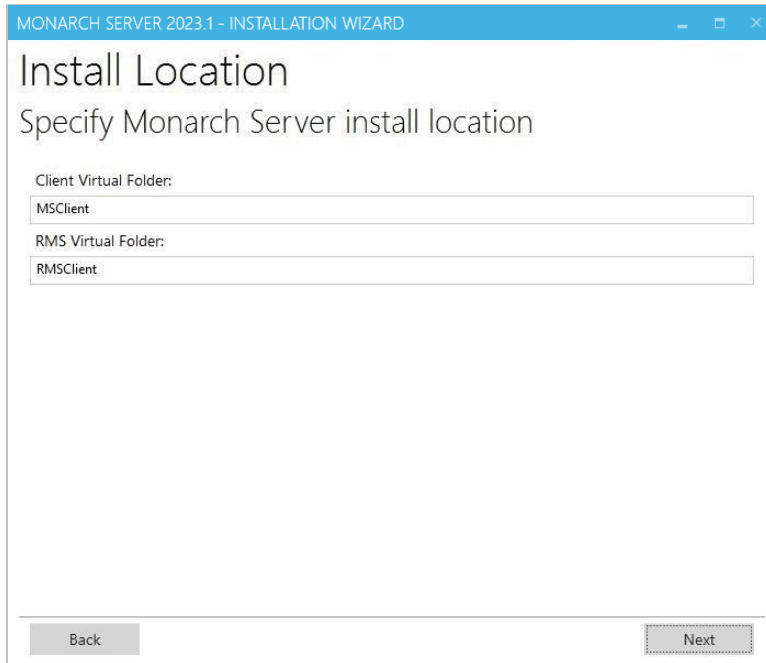 MONARCH SERVER 2023.1 - INSTALLATION WIZARD
Install Location
Specify Monarch Server install location
Client Virtual Folder:
MSClient
RMS Virtual Folder:
RMSClient
Back
Next